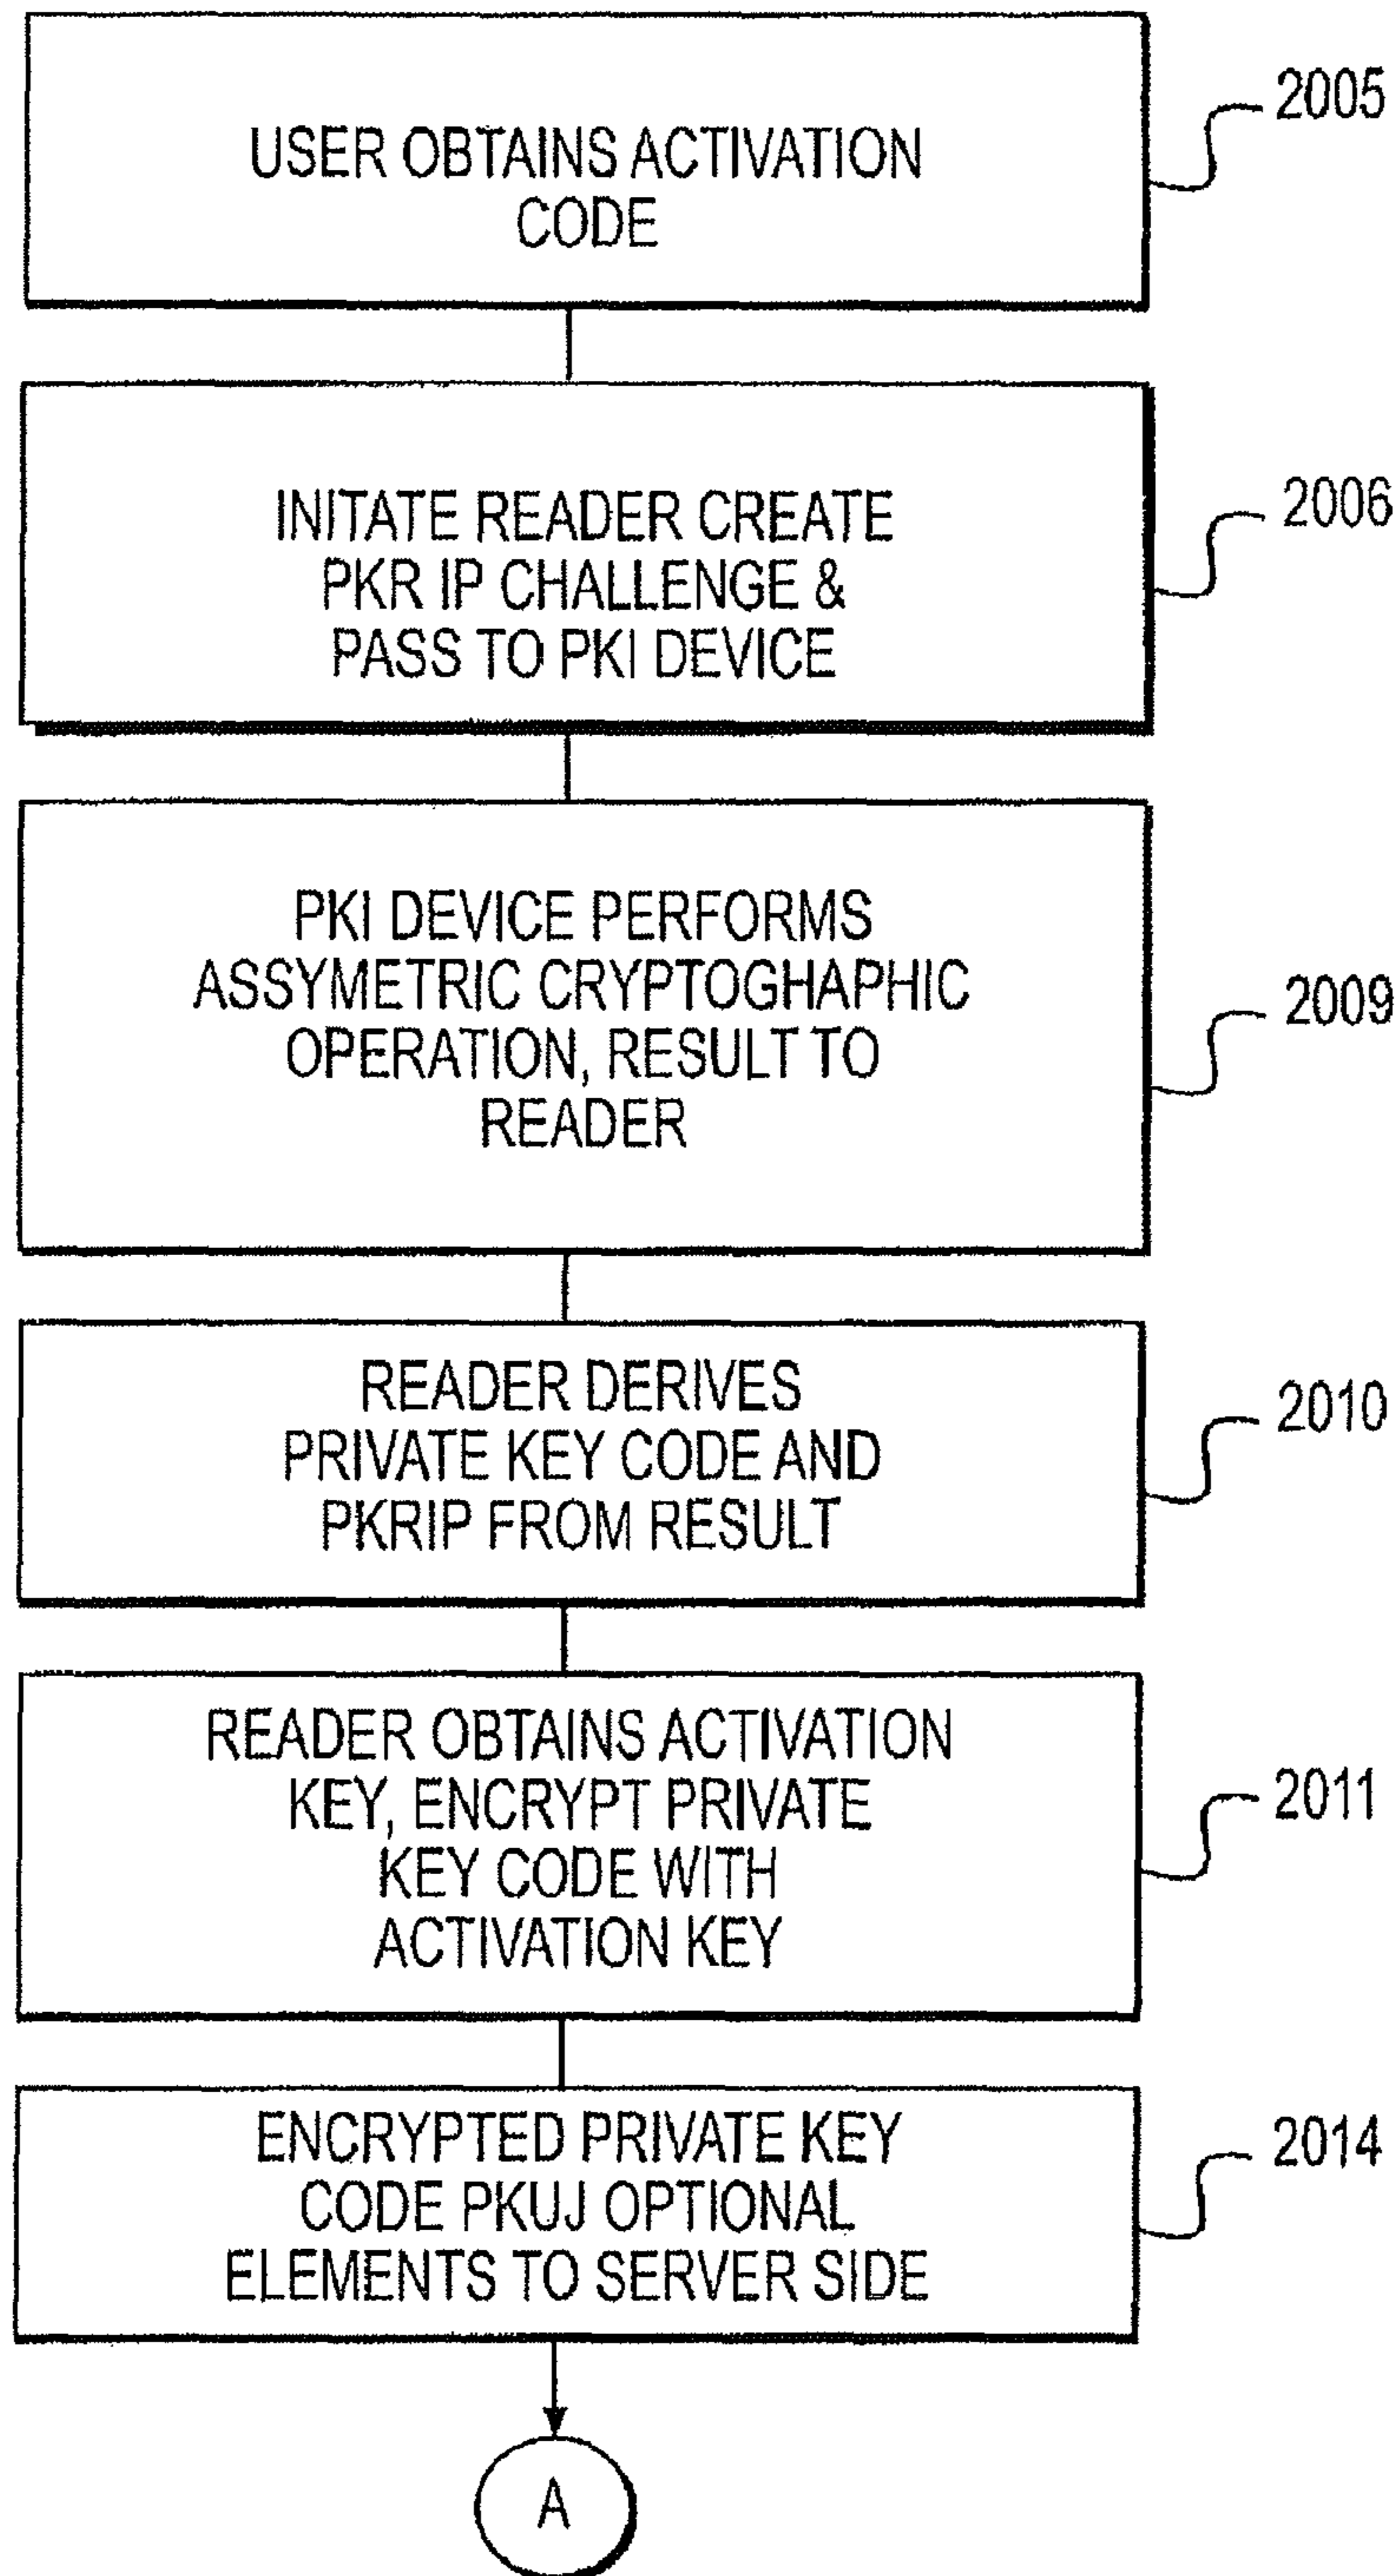 USER OBTAINS ACTIVATION
CODE
2005
INITATE READER CREATE
PKR IP CHALLENGE &
PASS TO PKI DEVICE
2006
PKI DEVICE PERFORMS
ASSYMETRIC CRYPTOGHAPHIC
OPERATION, RESULT TO
READER
2009
READER DERIVES
PRIVATE KEY CODE AND
PKRIP FROM RESULT
2010
READER OBTAINS ACTIVATION
KEY, ENCRYPT PRIVATE
KEY CODE WITH
ACTIVATION KEY
2011
ENCRYPTED PRIVATE KEY
CODE PKUJ OPTIONAL
ELEMENTS TO SERVER SIDE
2014
A